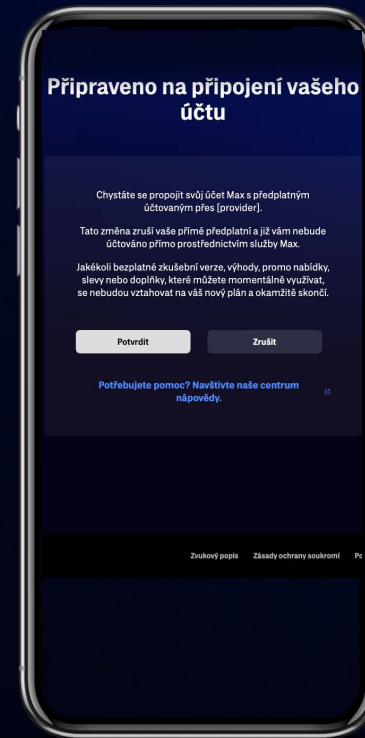 Připraveno na připojení vašeho
účtu
Chystáte se propojit svůj účet Max s předplatným
účtovaným přes [provider].
Tato změna zruší vaše přímé předplatní a již vám nebude
účtováno přímo prostřednictvím služby Max.
Jakékoli bezplatné zkušební verze, výhody, promo nabídky,
slevy nebo doplňky, které můžete momentálně využívat,
se nebudou vztahovat na váš nový plán a okamžitě skončí.
Potvrdit Zrušit
Potřebujete pomoc? Navštivte naše centrum
nápovědy.
Zvukový popis Zásady ochrany soukromí